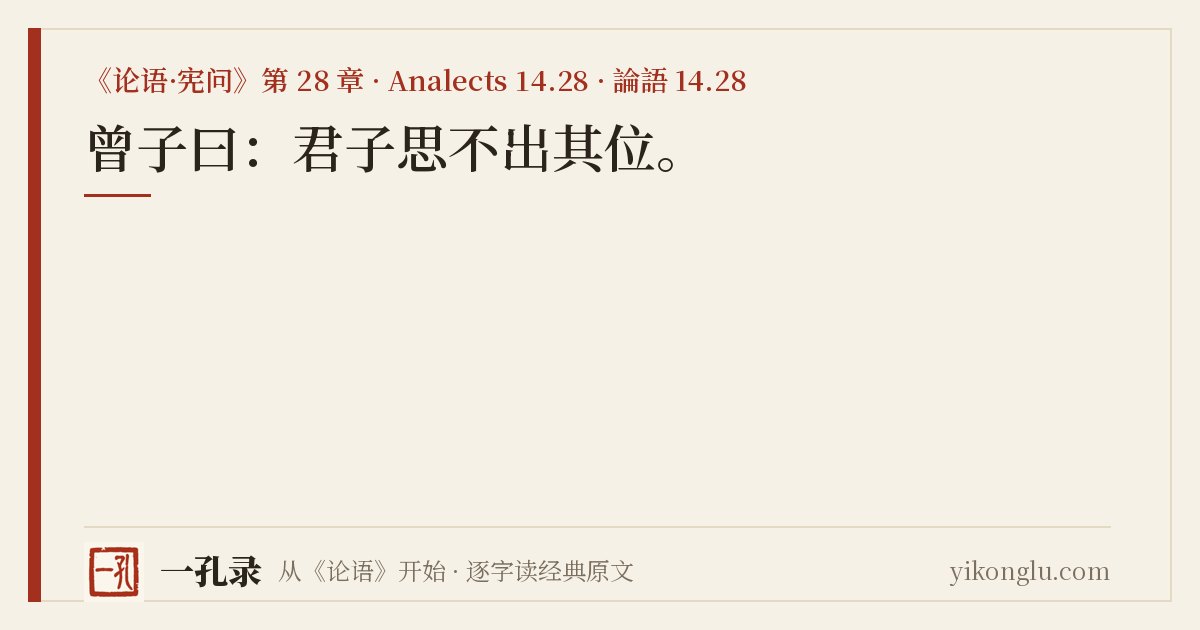 《论语·宪问》第 28 章 · Analects 14.28 · 論語 14.28
曾子曰：君子思不出其位。
一孔
一孔录 从《论语》开始 · 逐字读经典原文 yikonglu.com